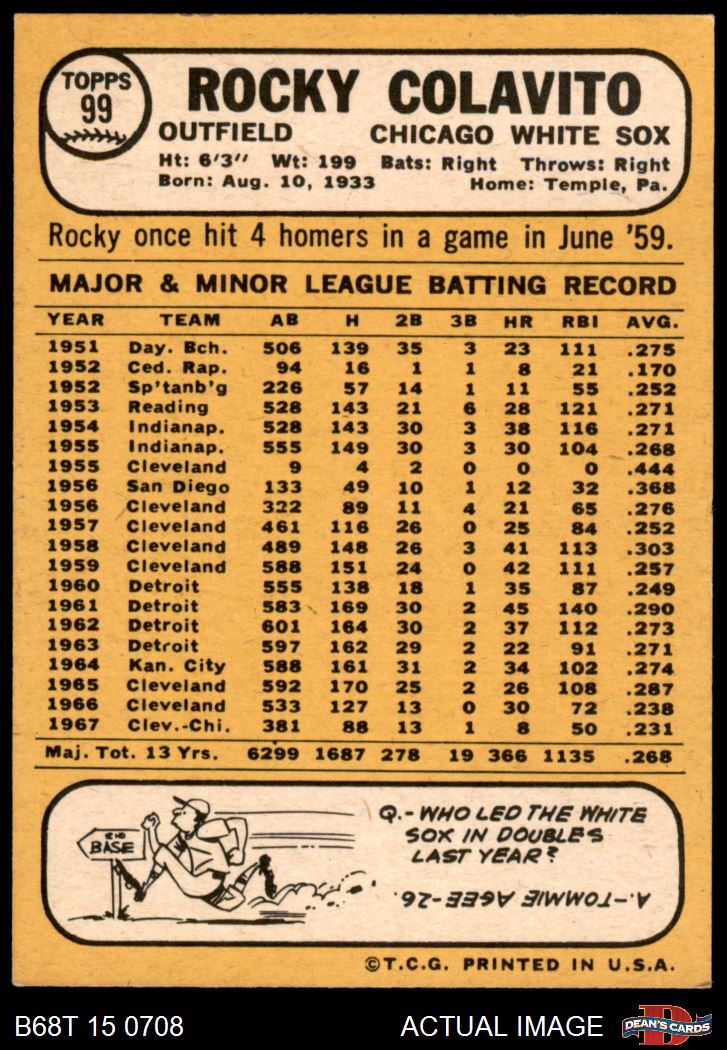 TOPPS
99
ROCKY COLAVITO
OUTFIELD CHICAGO WHITE SOX
Ht: 6'3" Wt: 199 Bats: Right Throws: Right
Born: Aug. 10, 1933 Home: Temple, Pa.
Rocky once hit 4 homers in a game in June '59.
MAJOR & MINOR LEAGUE BATTING RECORD
YEAR TEAM AB H 2B 3B HR RBI AVG.
1951 Day. Bch. 506 139 35 3 23 111 .275
1952 Ced. Rap. 94 16 1 1 8 21 .170
1952 Sp'tanb'g 226 57 14 1 11 55 .252
1953 Reading 528 143 21 6 28 121 .271
1954 Indianap. 528 143 30 3 38 116 .271
1955 Indianap. 555 149 30 3 30 104 .268
1955 Cleveland 9 4 2 0 0 0 .444
1956 San Diego 133 49 10 1 12 32 .368
1956 Cleveland 322 89 11 4 21 65 .276
1957 Cleveland 461 116 26 0 25 84 .252
1958 Cleveland 489 148 26 3 41 113 .303
1959 Cleveland 588 151 24 0 42 111 .257
1960 Detroit 555 138 18 1 35 87 .249
1961 Detroit 583 169 30 2 45 140 .290
1962 Detroit 601 164 30 2 37 112 .273
1963 Detroit 597 162 29 2 22 91 .271
1964 Kan. City 588 161 31 2 34 102 .274
1965 Cleveland 592 170 25 2 26 108 .287
1966 Cleveland 533 127 13 0 30 72 .238
1967 Clev.-Chi. 381 88 13 1 8 50 .231
Maj. Tot. 13 Yrs. 6299 1687 278 19 366 1135 .268
2ND
BASE
Q.- WHO LED THE WHITE
SOX IN DOUBLES
LAST YEAR?
A.-TOMMIE AGEE-26.
©T.C.G. PRINTED IN U.S.A.
B68T 15 0708 ACTUAL IMAGE
D
DEAN'S CARDS